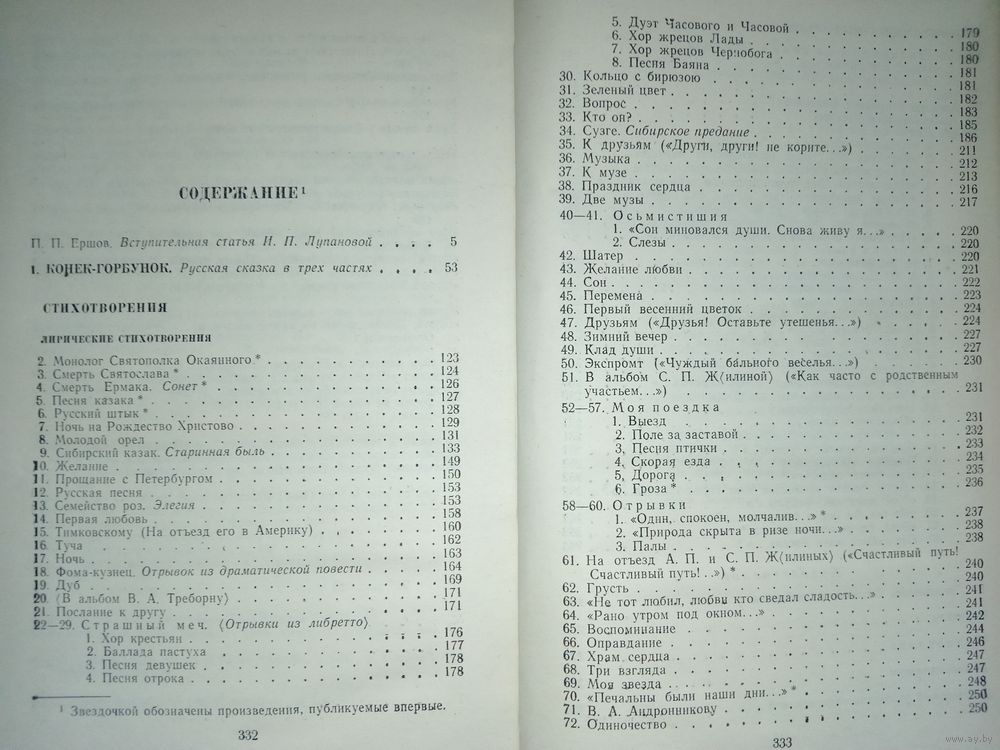 СОДЕРЖАНИЕ¹
П. П. Ершов. Вступительная статья И. П. Лупановой . . . . 5
1. КОНЕК-ГОРБУНОК. Русская сказка в трех частях . . . . 53
СТИХОТВОРЕНИЯ
ЛИРИЧЕСКИЕ СТИХОТВОРЕНИЯ
2. Монолог Святополка Окаянного * . . . 123
3. Смерть Святослава * . . . 124
4. Смерть Ермака. Сонет * . . . 126
5. Песня казака * . . . 127
6. Русский штык * . . . 128
7. Ночь на Рождество Христово . . . 129
8. Молодой орел . . . 131
9. Сибирский казак. Старинная быль . . . 133
10. Желание . . . 149
11. Прощание с Петербургом . . . 150
12. Русская песня . . . 153
13. Семейство роз. Элегия . . . 153
14. Первая любовь . . . 158
15. Тимковскому (На отъезд его в Америку) . . . 160
16. Туча . . . 162
17. Ночь . . . 163
18. Фома-кузнец. Отрывок из драматической повести . . . 164
19. Дуб . . . 169
20. (В альбом В. А. Треборну) . . . 171
21. Послание к другу . . . 171
22—29. Страшный меч. (Отрывки из либретто)
1. Хор крестьян . . . 176
2. Баллада пастуха . . . 177
3. Песня девушек . . . 178
4. Песня отрока . . . 178
¹ Звездочкой обозначены произведения, публикуемые впервые.
332
5. Дуэт Часового и Часовой . . . 179
6. Хор жрецов Лады . . . 180
7. Хор жрецов Чернобога . . . 180
8. Песня Баяна . . . 181
30. Кольцо с бирюзою . . . 181
31. Зеленый цвет . . . 182
32. Вопрос . . . 183
33. Кто он? . . . 185
34. Сузге. Сибирское предание . . . 186
35. К друзьям («Други, други! не корите...») . . . 211
36. Музыка . . . 212
37. К музе . . . 213
38. Праздник сердца . . . 216
39. Две музы . . . 217
40—41. Осьмистишия
1. «Сон миновался души. Снова живу я...» . . . 220
2. Слезы . . . 220
42. Шатер . . . 220
43. Желание любви . . . 221
44. Сон . . . 222
45. Перемена . . . 223
46. Первый весенний цветок . . . 224
47. Друзьям («Друзья! Оставьте утешенья...») . . . 224
48. Зимний вечер . . . 227
49. Клад души . . . 227
50. Экспромт («Чуждый бального веселья...») . . . 230
51. В альбом С. П. Ж(илиной) («Как часто с родственным
участьем...») . . . 231
52—57. Моя поездка
1. Выезд . . . 231
2. Поле за заставой . . . 232
3. Песня птички . . . 233
4. Скорая езда . . . 234
5. Дорога . . . 235
6. Гроза * . . . 236
58—60. Отрывки
1. «Один, спокоен, молчалив...» * . . . 237
2. «Природа скрыта в ризе ночи...» . . . 238
3. Палы . . . 238
61. На отъезд А. П. и С. П. Ж(илиных) («Счастливый путь!
Счастливый путь!..») * . . . 240
62. Грусть . . . 240
63. «Не тот любил, любви кто сведал сладость...» . . . 241
64. «Рано утром под окном...» . . . 241
65. Воспоминание . . . 242
66. Оправдание . . . 244
67. Храм сердца . . . 246
68. Три взгляда . . . 247
69. Моя звезда . . . 247
70. «Печальны были наши дни...» * . . . 248
71. В. А. Андронникову . . . 250
72. Одиночество . . . 250
333
www.ay.by